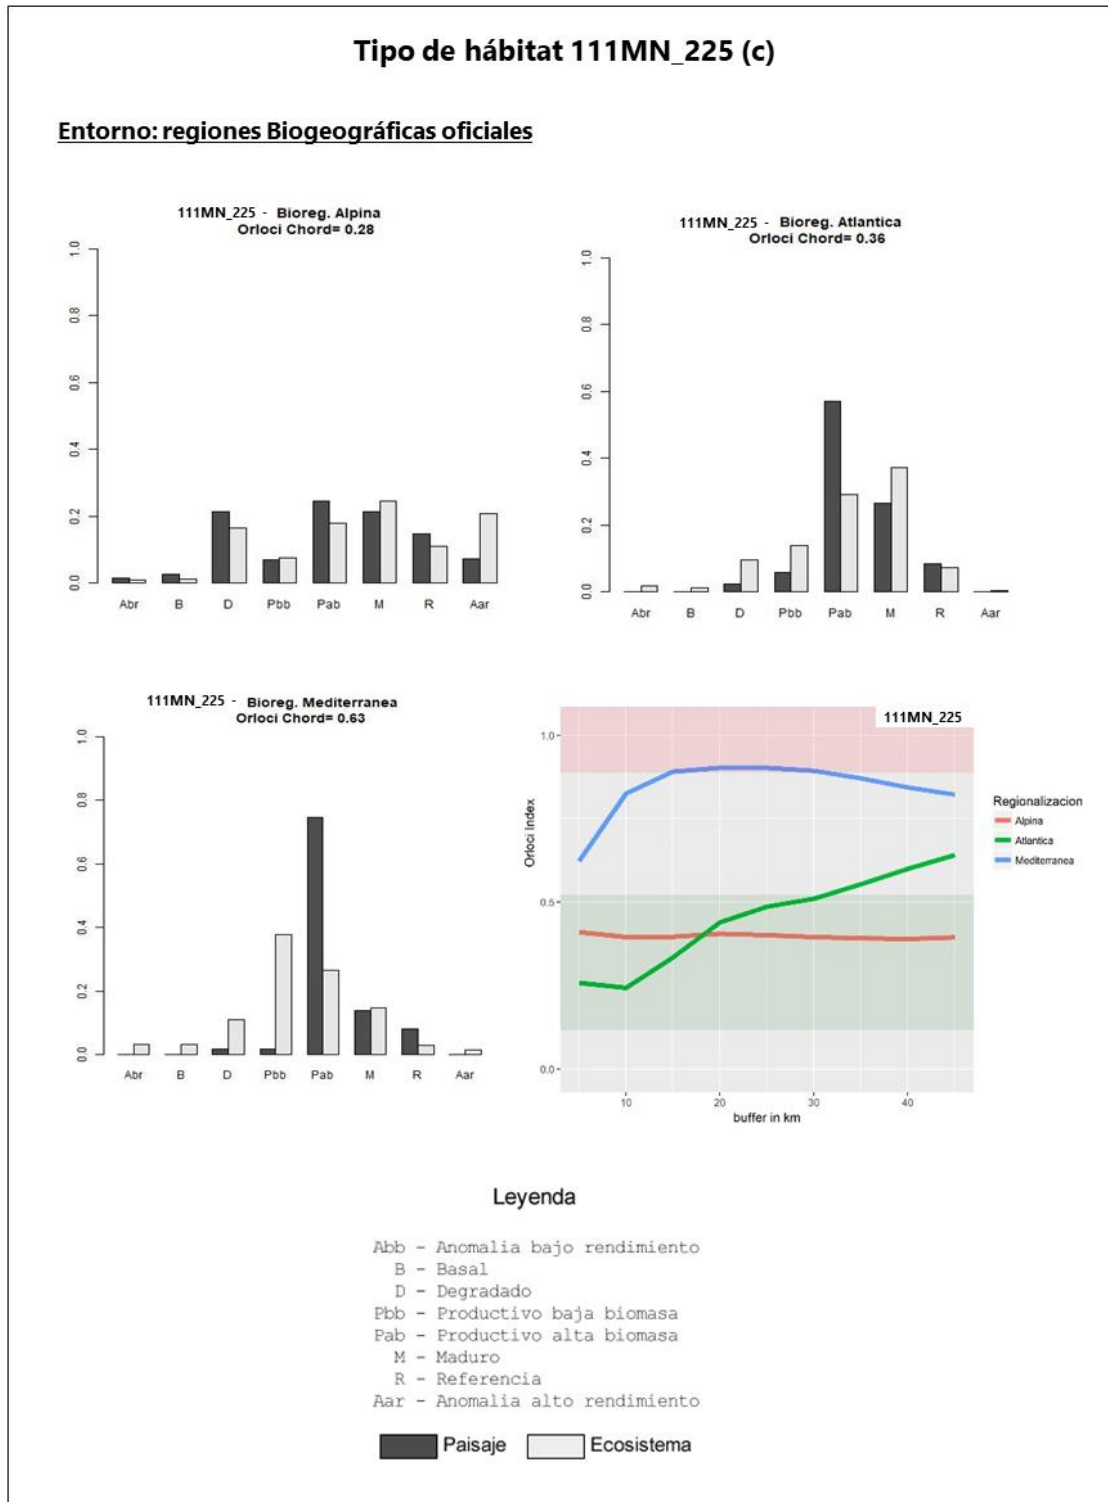 Tipo de hábitat 111MN_225 (c)
Entorno: regiones Biogeográficas oficiales
111MN_225 - Bioreg. Alpina
Orloci Chord= 0.28
1.0
0.8
0.6
0.4
0.2
0.0
Abr B D Pbb Pab M R Aar
111MN_225 - Bioreg. Atlantica
Orloci Chord= 0.36
1.0
0.8
0.6
0.4
0.2
0.0
Abr B D Pbb Pab M R Aar
111MN_225 - Bioreg. Mediterranea
Orloci Chord= 0.63
1.0
0.8
0.6
0.4
0.2
0.0
Abr B D Pbb Pab M R Aar
111MN_225
1.0
0.5
0.0
Orloci Index
10 20 30 40
buffer in km
Regionalizacion
Alpina
Atlantica
Mediterranea
Leyenda
Abb - Anomalia bajo rendimiento
B - Basal
D - Degradado
Pbb - Productivo baja biomasa
Pab - Productivo alta biomasa
M - Maduro
R - Referencia
Aar - Anomalia alto rendimiento
Paisaje Ecosistema